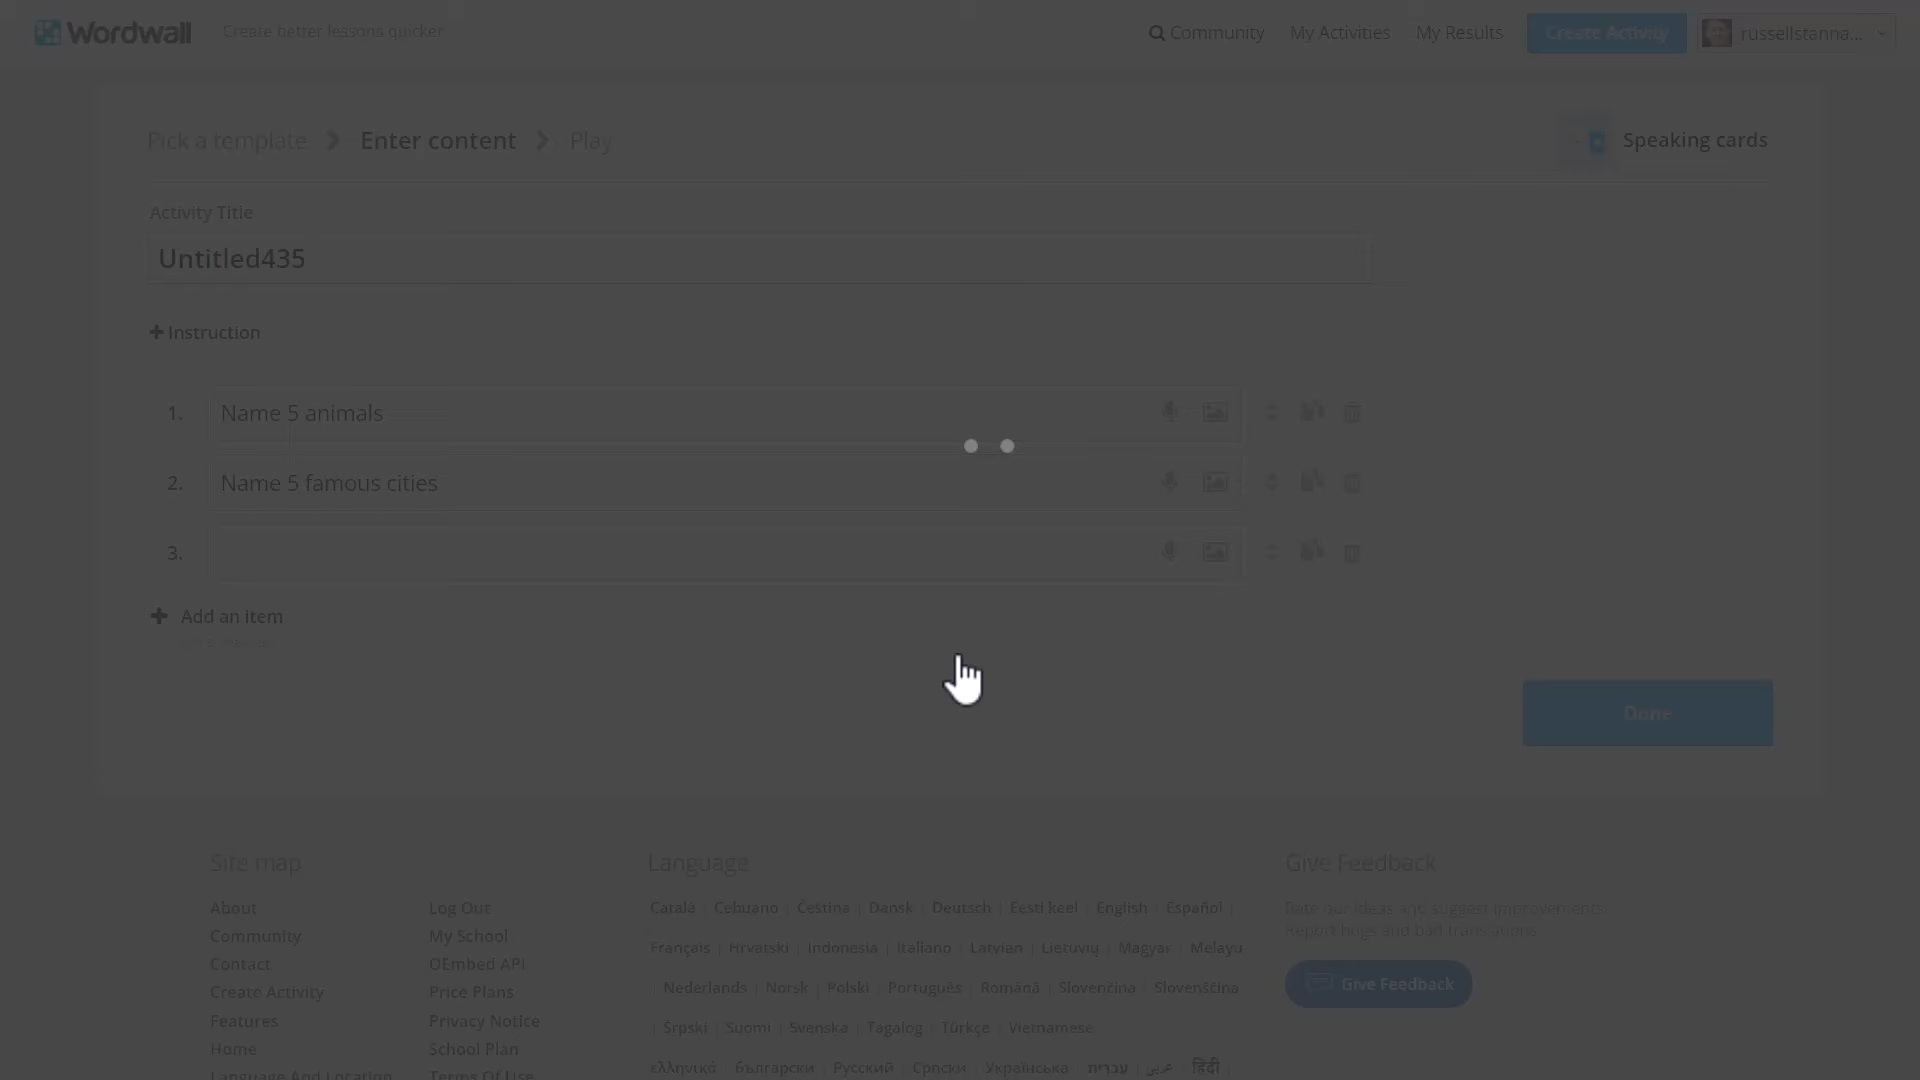 Wordwall
Create better lessons quicker
Community
My Activities
My Results
Create Activity
russellstanna...
Pick a template
Enter content
Play
Speaking cards
Activity Title
Untitled435
Instruction
1.
Name 5 animals
2.
Name 5 famous cities
3.
Add an item
Done
Site map
About
Community
Contact
Create Activity
Features
Home
Language And Location
Log Out
My School
OEmbed API
Price Plans
Privacy Notice
School Plan
Terms Of Use
Language
Català | Cebuano | Čeština | Dansk | Deutsch | Eesti keel | English | Español |
Français | Hrvatski | Indonesia | Italiano | Latvian | Lietuvių | Magyar | Melayu
| Nederlands | Norsk | Polski | Português | Română | Slovenčina | Slovenščina
| Srpski | Suomi | Svenska | Tagalog | Türkçe | Vietnamese
ελληνικά | български | Русский | Српски | Українська | עברית | عربى | हिंदी |
Give Feedback
Rate our ideas and suggest improvements
Report bugs and bad translations
Give Feedback